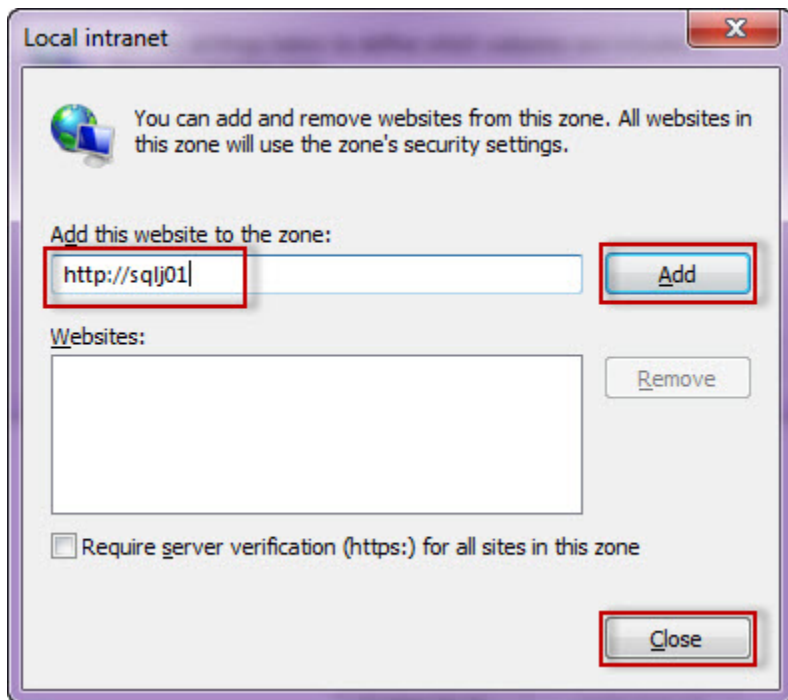 Local intranet
You can add and remove websites from this zone. All websites in
this zone will use the zone's security settings.
Add this website to the zone:
http://sqlj01
Add
Websites:
Remove
Require server verification (https:) for all sites in this zone
Close